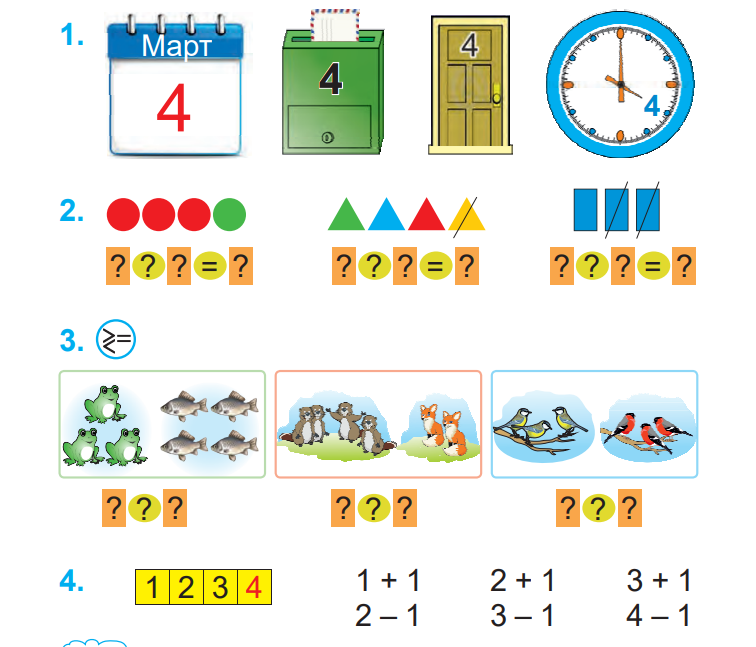 1.
Март
4
4
4
4
2.
? ? ? = ?
? ? ? = ?
? ? ? = ?
3. ≷=
? ? ?
? ? ?
? ? ?
4.
1 2 3 4
1 + 1 2 + 1 3 + 1
2 – 1 3 – 1 4 – 1